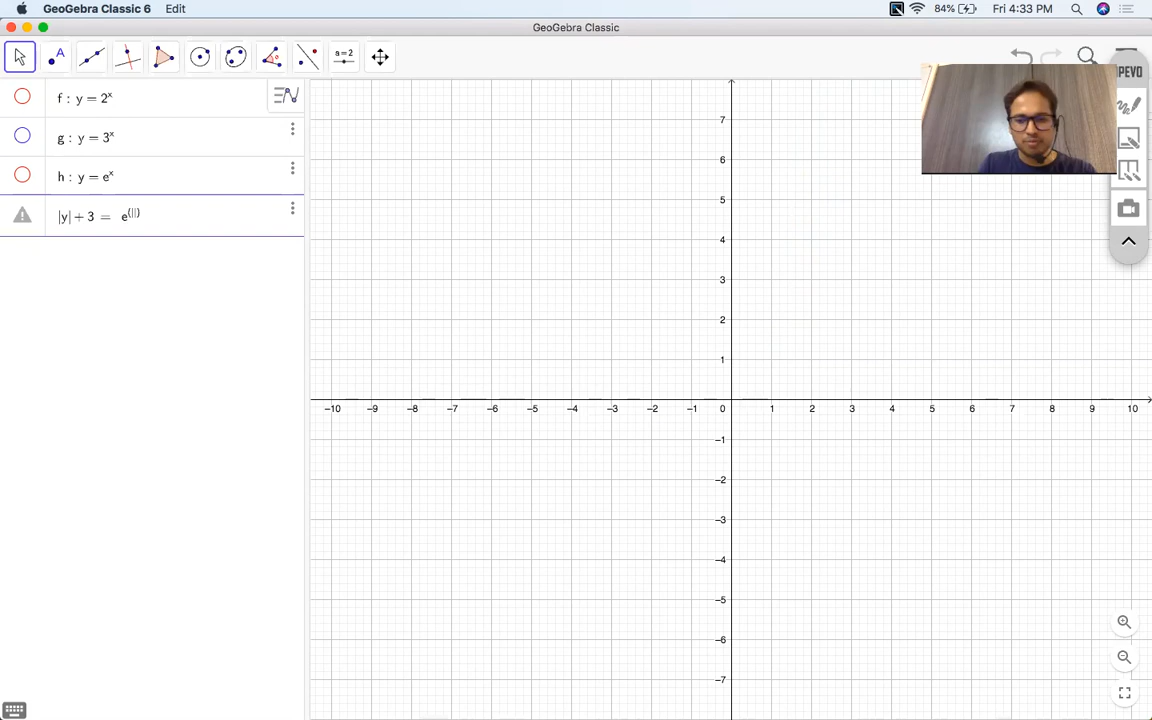 GeoGebra Classic 6 Edit 84% Fri 4:33 PM
GeoGebra Classic
A
a=2
f : y = 2ˣ
g : y = 3ˣ
h : y = eˣ
|y| + 3 = e^(||)
7
6
5
4
3
2
1
−10 −9 −8 −7 −6 −5 −4 −3 −2 −1 0 1 2 3 4 5 6 7 8 9 10
−1
−2
−3
−4
−5
−6
−7